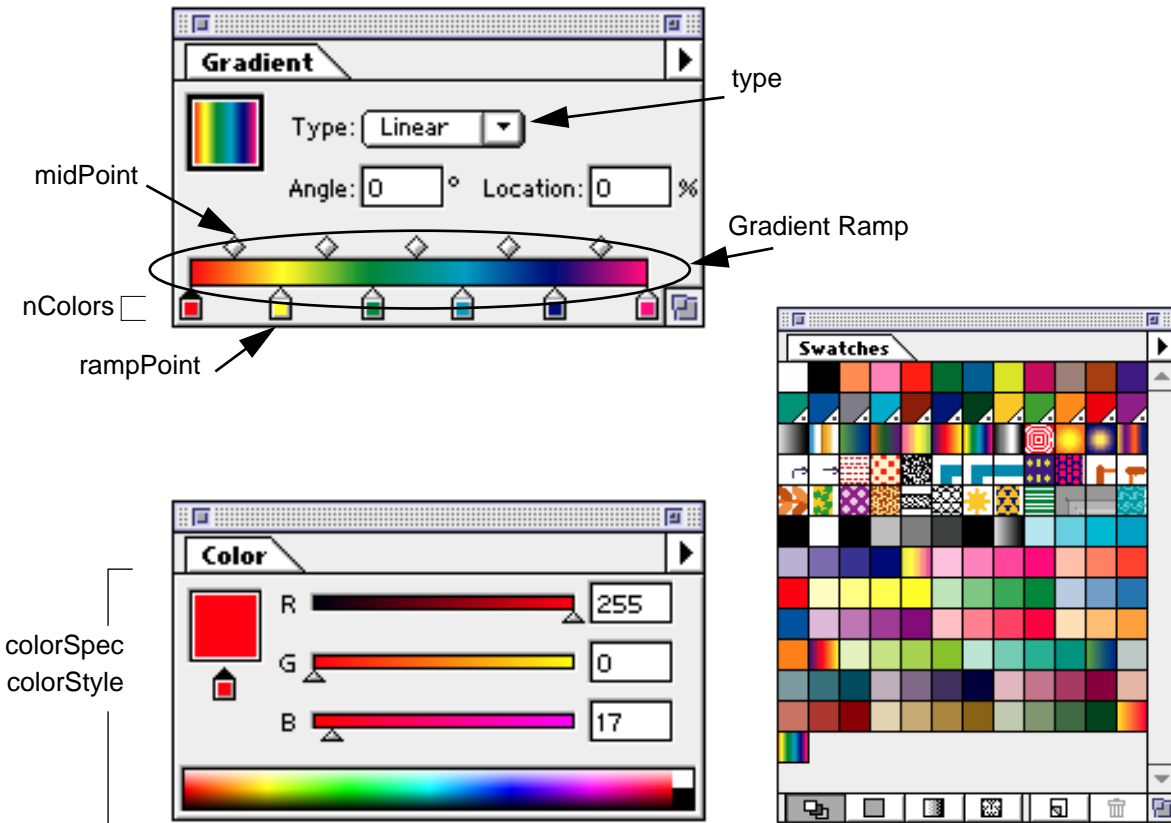 Gradient
type
Type: Linear
midPoint
Angle: 0 ° Location: 0 %
Gradient Ramp
nColors
rampPoint
Swatches
Color
R 255
colorSpec
G 0
colorStyle
B 17